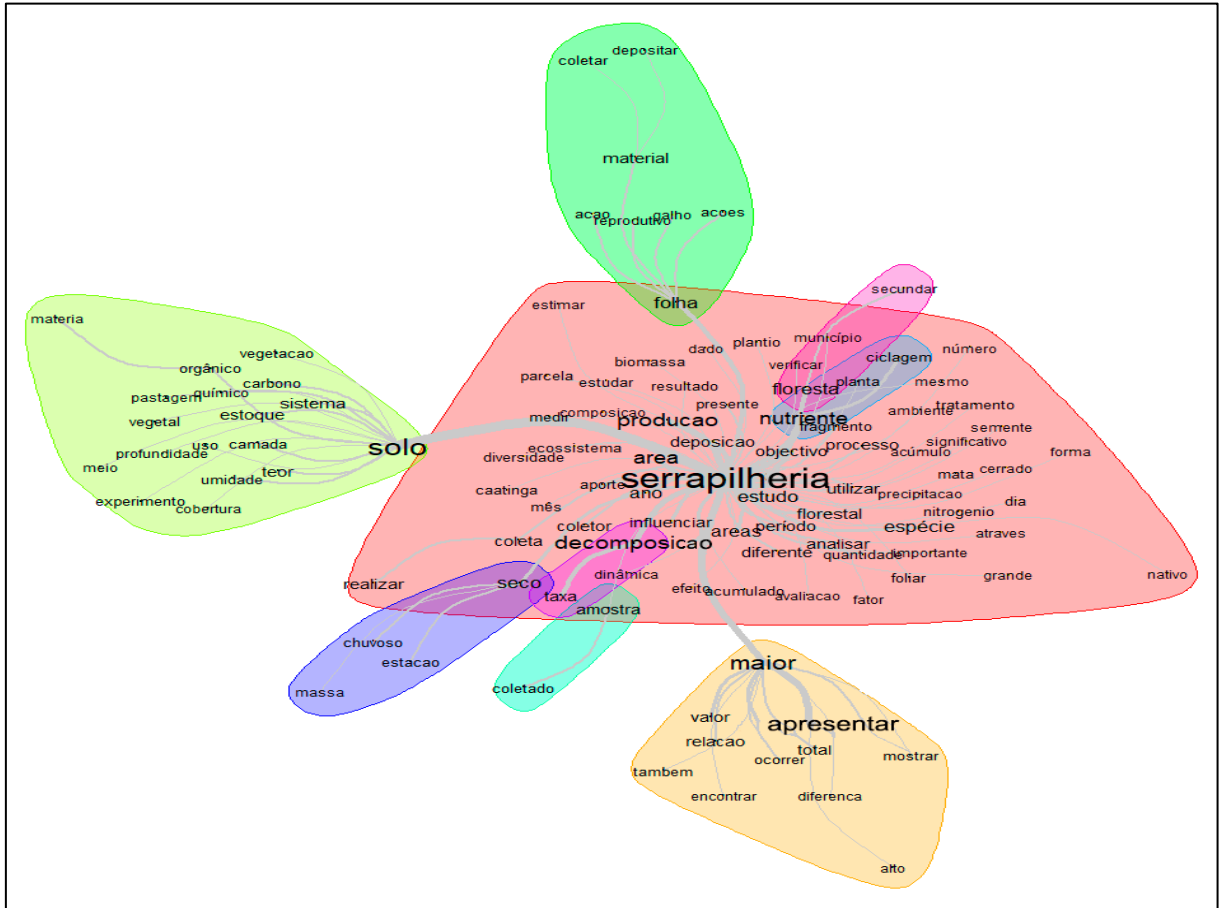 depositar
coletar
material
acao
reprodutivo
galho
acoes
folha
secundar
município
ciclagem
número
verificar
planta
mesmo
floresta
nutriente
fragmento
ambiente
tratamento
semente
materia
vegetacao
orgânico
carbono
químico
pastagem
sistema
estoque
vegetal
uso
camada
profundidade
meio
teor
umidade
experimento
cobertura
solo
estimar
plantio
dado
biomassa
parcela
estudar
resultado
presente
medir
composicao
producao
deposicao
objectivo
processo
significativo
acúmulo
forma
ecossistema
diversidade
area
serrapilheria
mata
cerrado
caatinga
aporte
ano
estudo
utilizar
precipitacao
dia
mês
nitrogenio
florestal
coletor
influenciar
areas
periodo
espécie
atraves
coleta
decomposicao
diferente
analisar
quantidade
importante
realizar
seco
dinâmica
taxa
efeito
acumulado
avaliacao
fator
foliar
grande
nativo
amostra
chuvoso
estacao
massa
coletado
maior
valor
apresentar
relacao
total
ocorrer
mostrar
tambem
encontrar
diferenca
alto